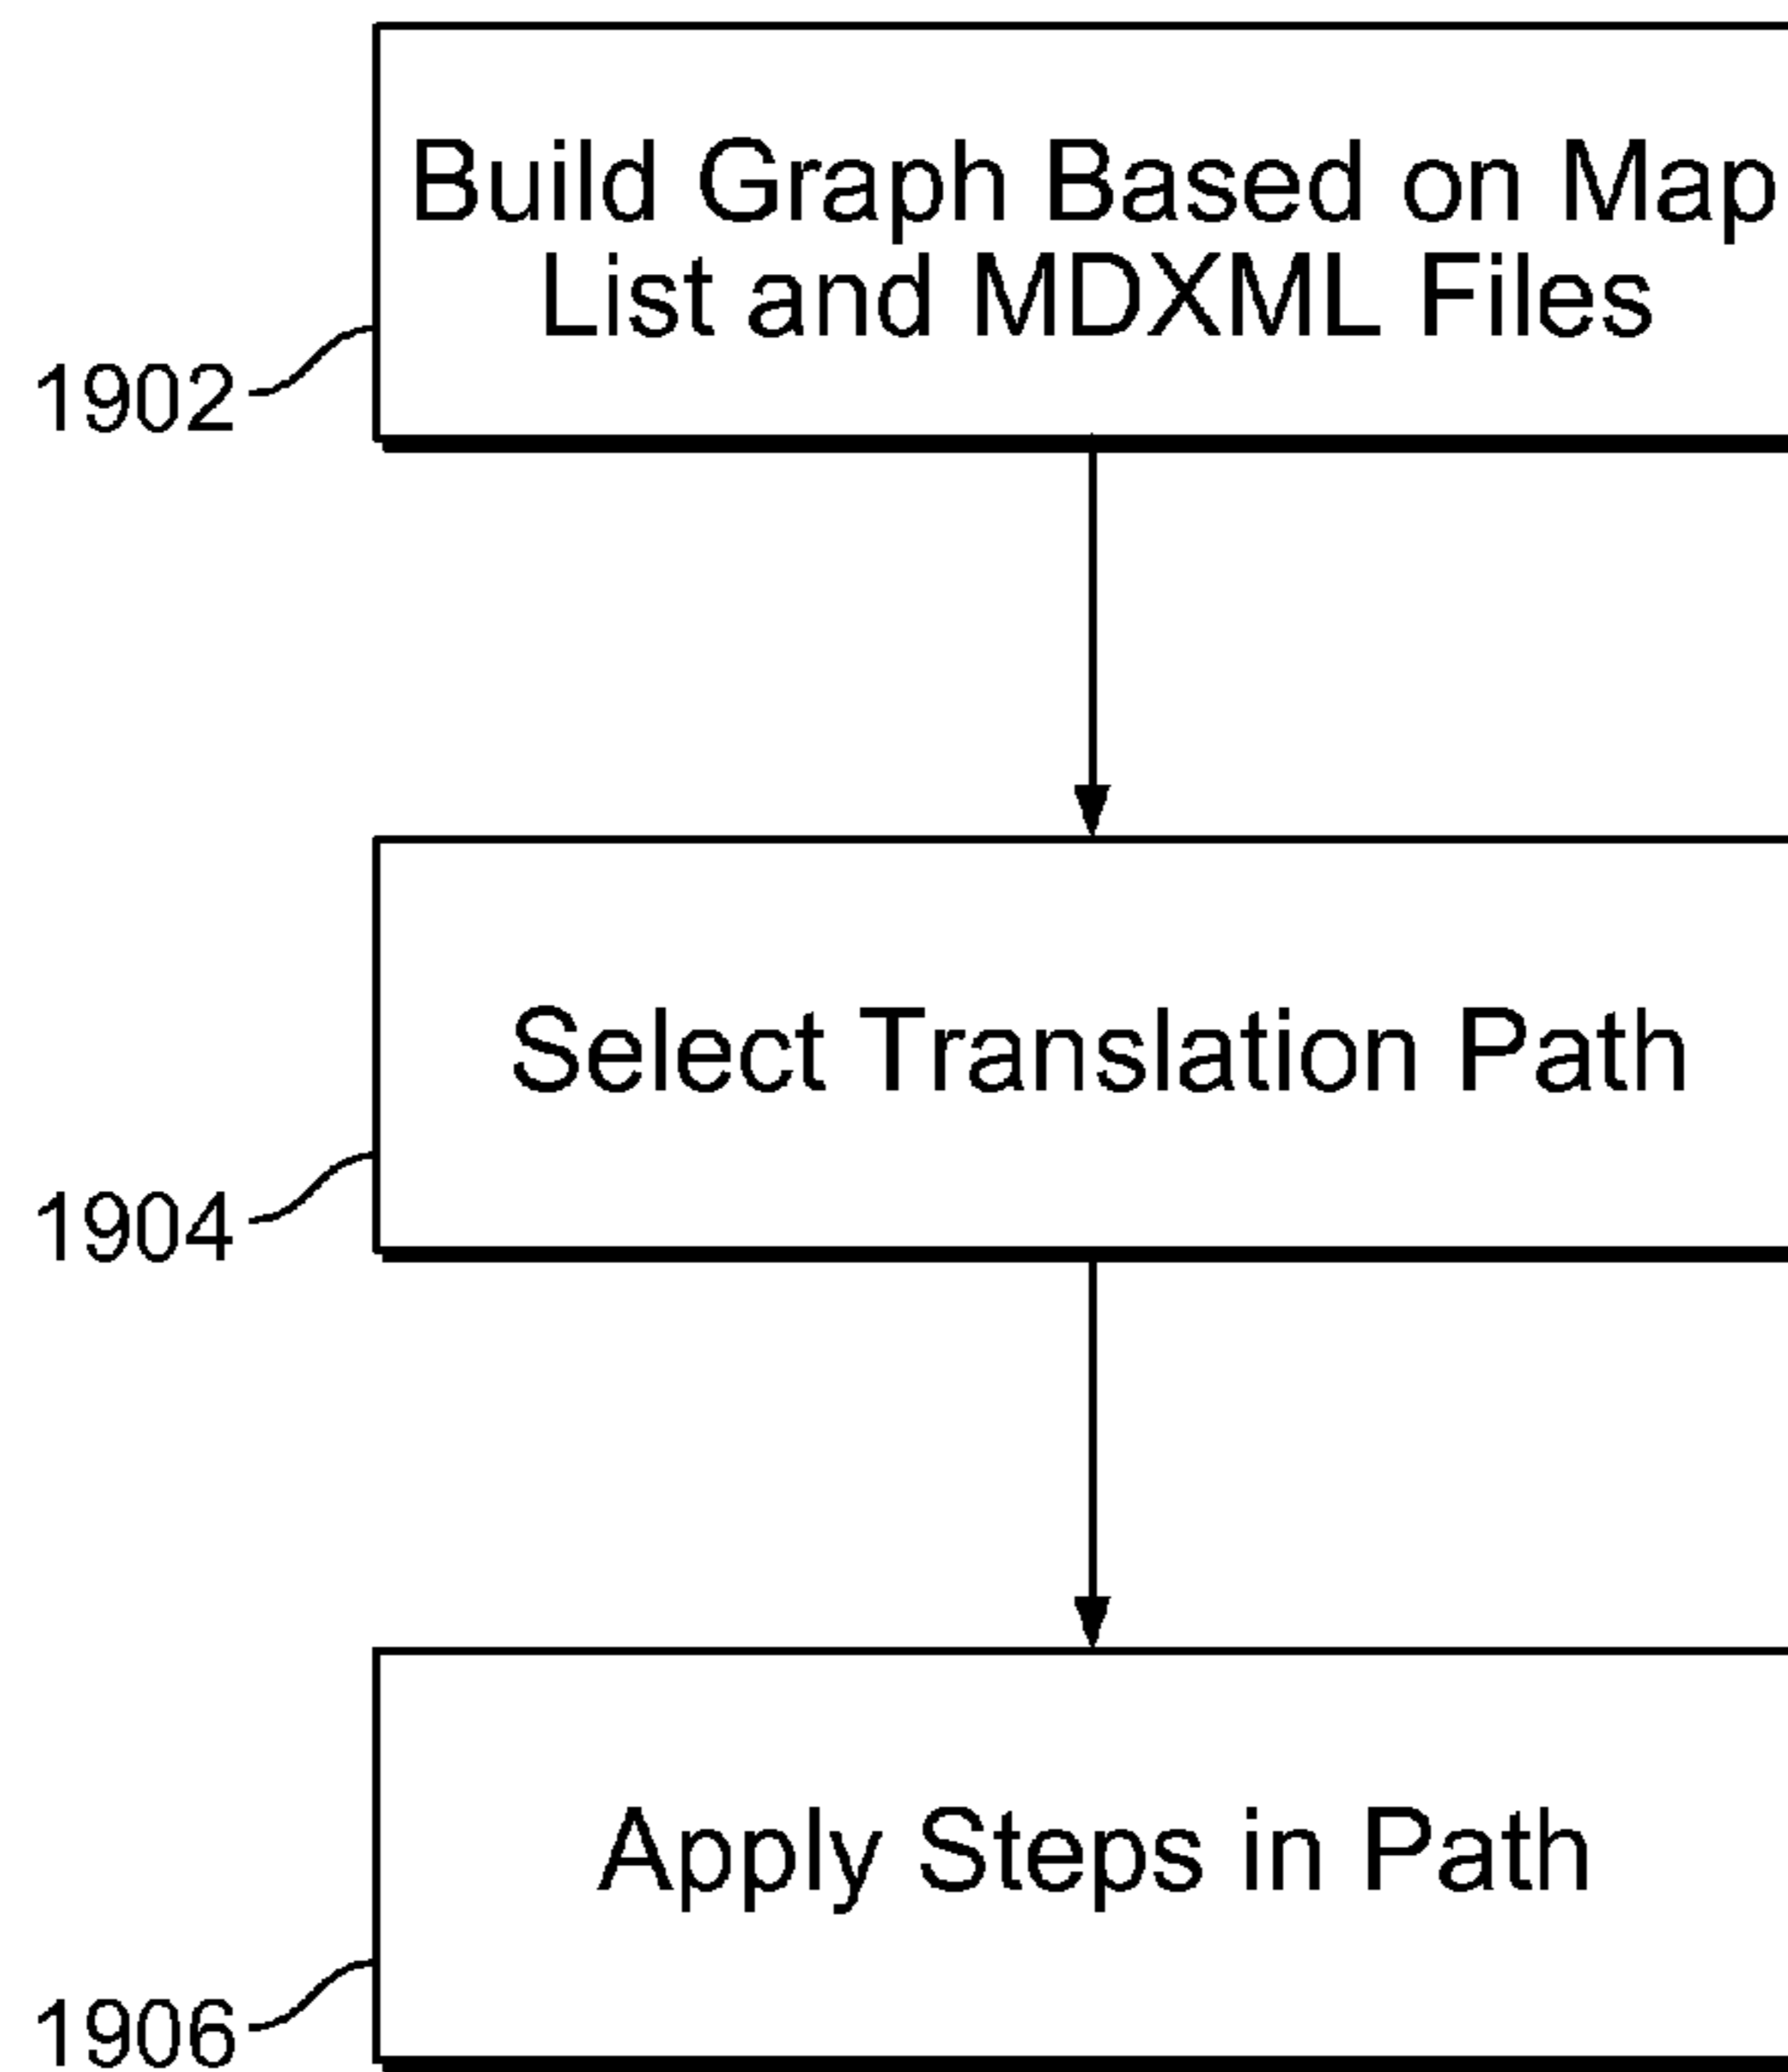 Build Graph Based on Map
List and MDXML Files
1902
Select Translation Path
1904
Apply Steps in Path
1906